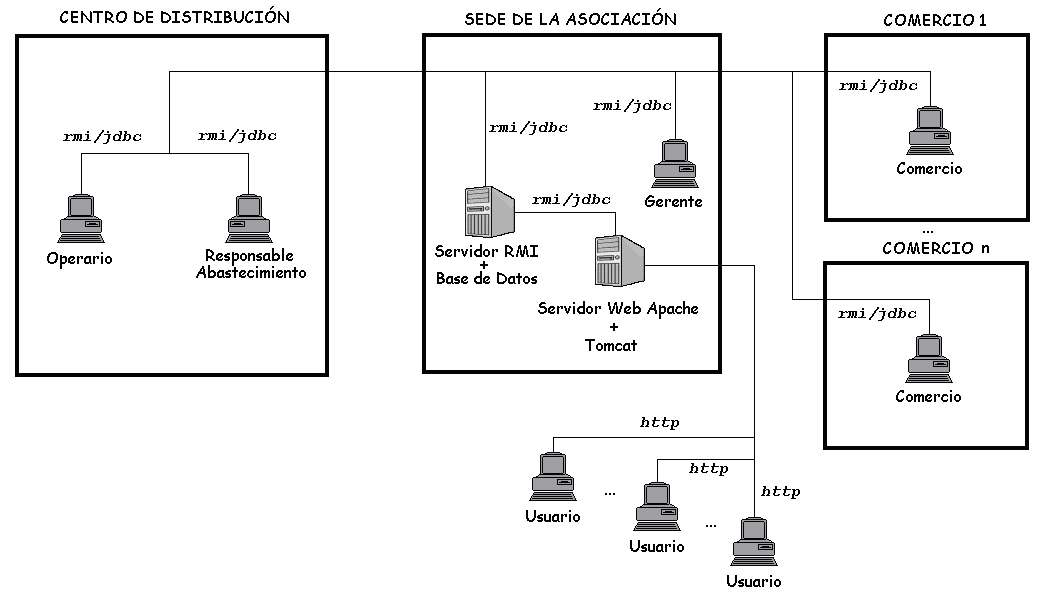 CENTRO DE DISTRIBUCIÓN
rmi/jdbc
rmi/jdbc
Operario
Responsable
Abastecimiento
SEDE DE LA ASOCIACIÓN
rmi/jdbc
rmi/jdbc
Gerente
rmi/jdbc
Servidor RMI
+
Base de Datos
Servidor Web Apache
+
Tomcat
COMERCIO 1
rmi/jdbc
Comercio
...
COMERCIO n
rmi/jdbc
Comercio
http
http
http
Usuario
...
Usuario
...
Usuario